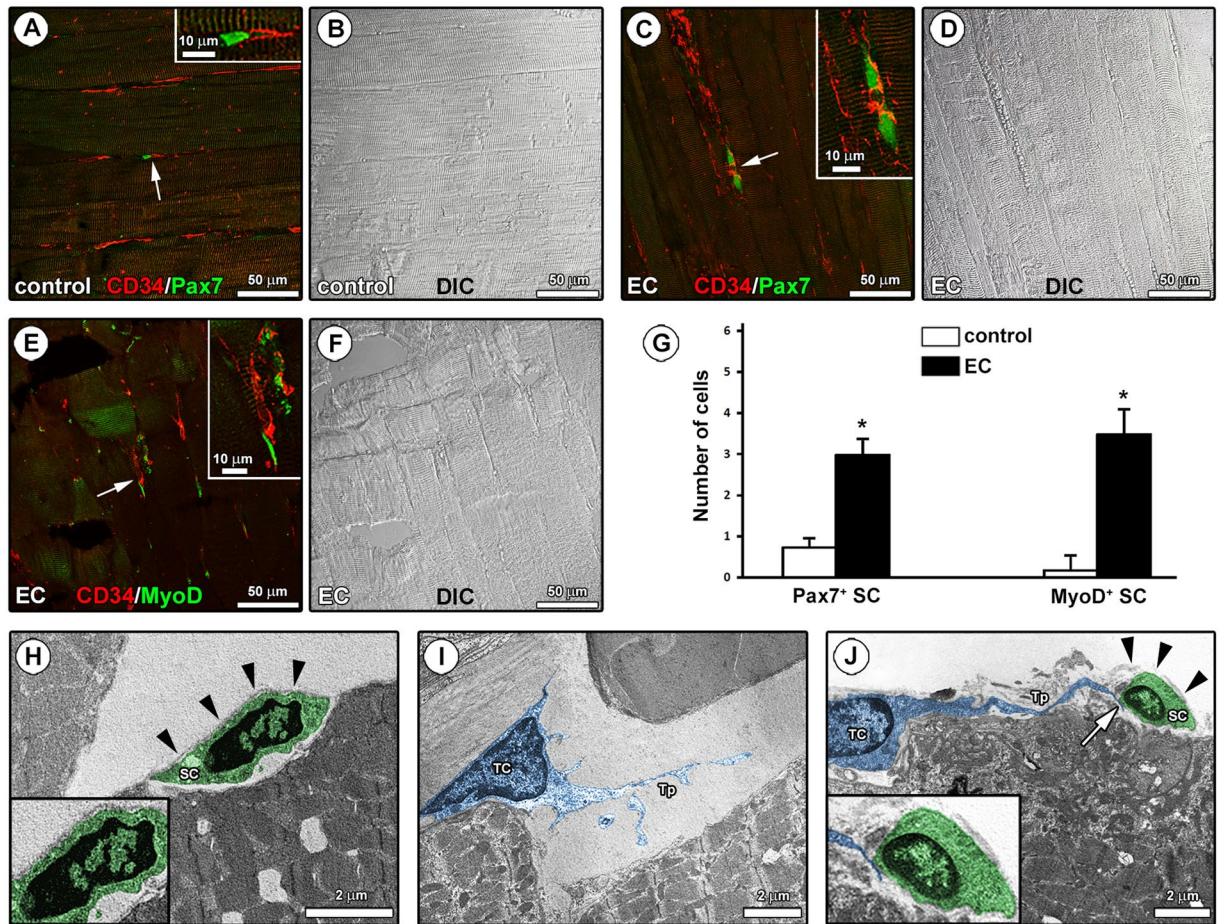 A
10 μm
control CD34/Pax7 50 μm
B
control DIC 50 μm
C
10 μm
EC CD34/Pax7 50 μm
D
EC DIC 50 μm
E
10 μm
EC CD34/MyoD 50 μm
F
EC DIC 50 μm
G
control
EC
Number of cells
6
5
4
3
2
1
0
*
*
Pax7⁺ SC
MyoD⁺ SC
H
SC
2 μm
I
TC
Tp
2 μm
J
TC
Tp
SC
2 μm